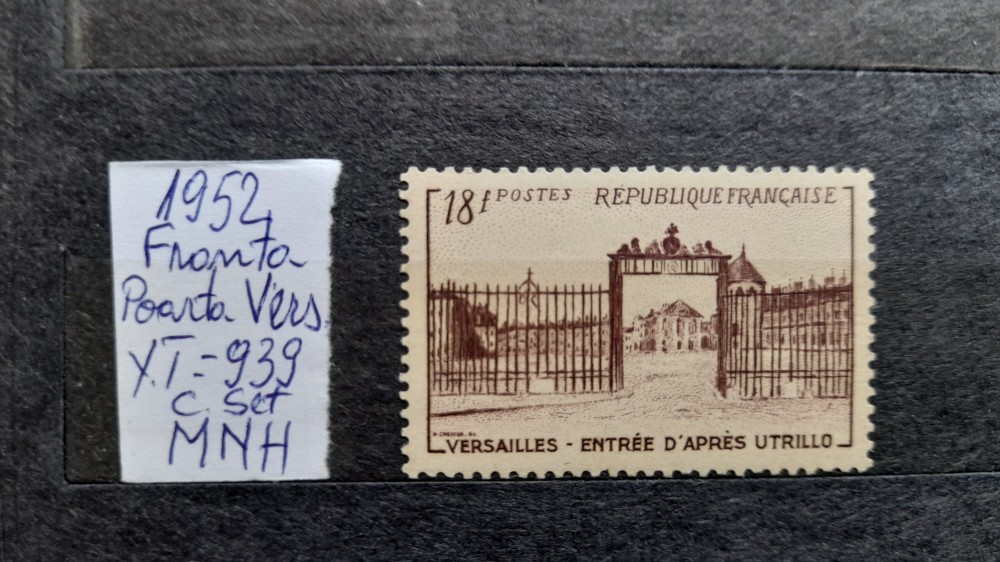 1952
Franta
Poarta Vers.
Y.T - 939
C. Set
MNH
18f POSTES RÉPUBLIQUE FRANÇAISE
VERSAILLES - ENTRÉE D'APRÈS UTRILLO